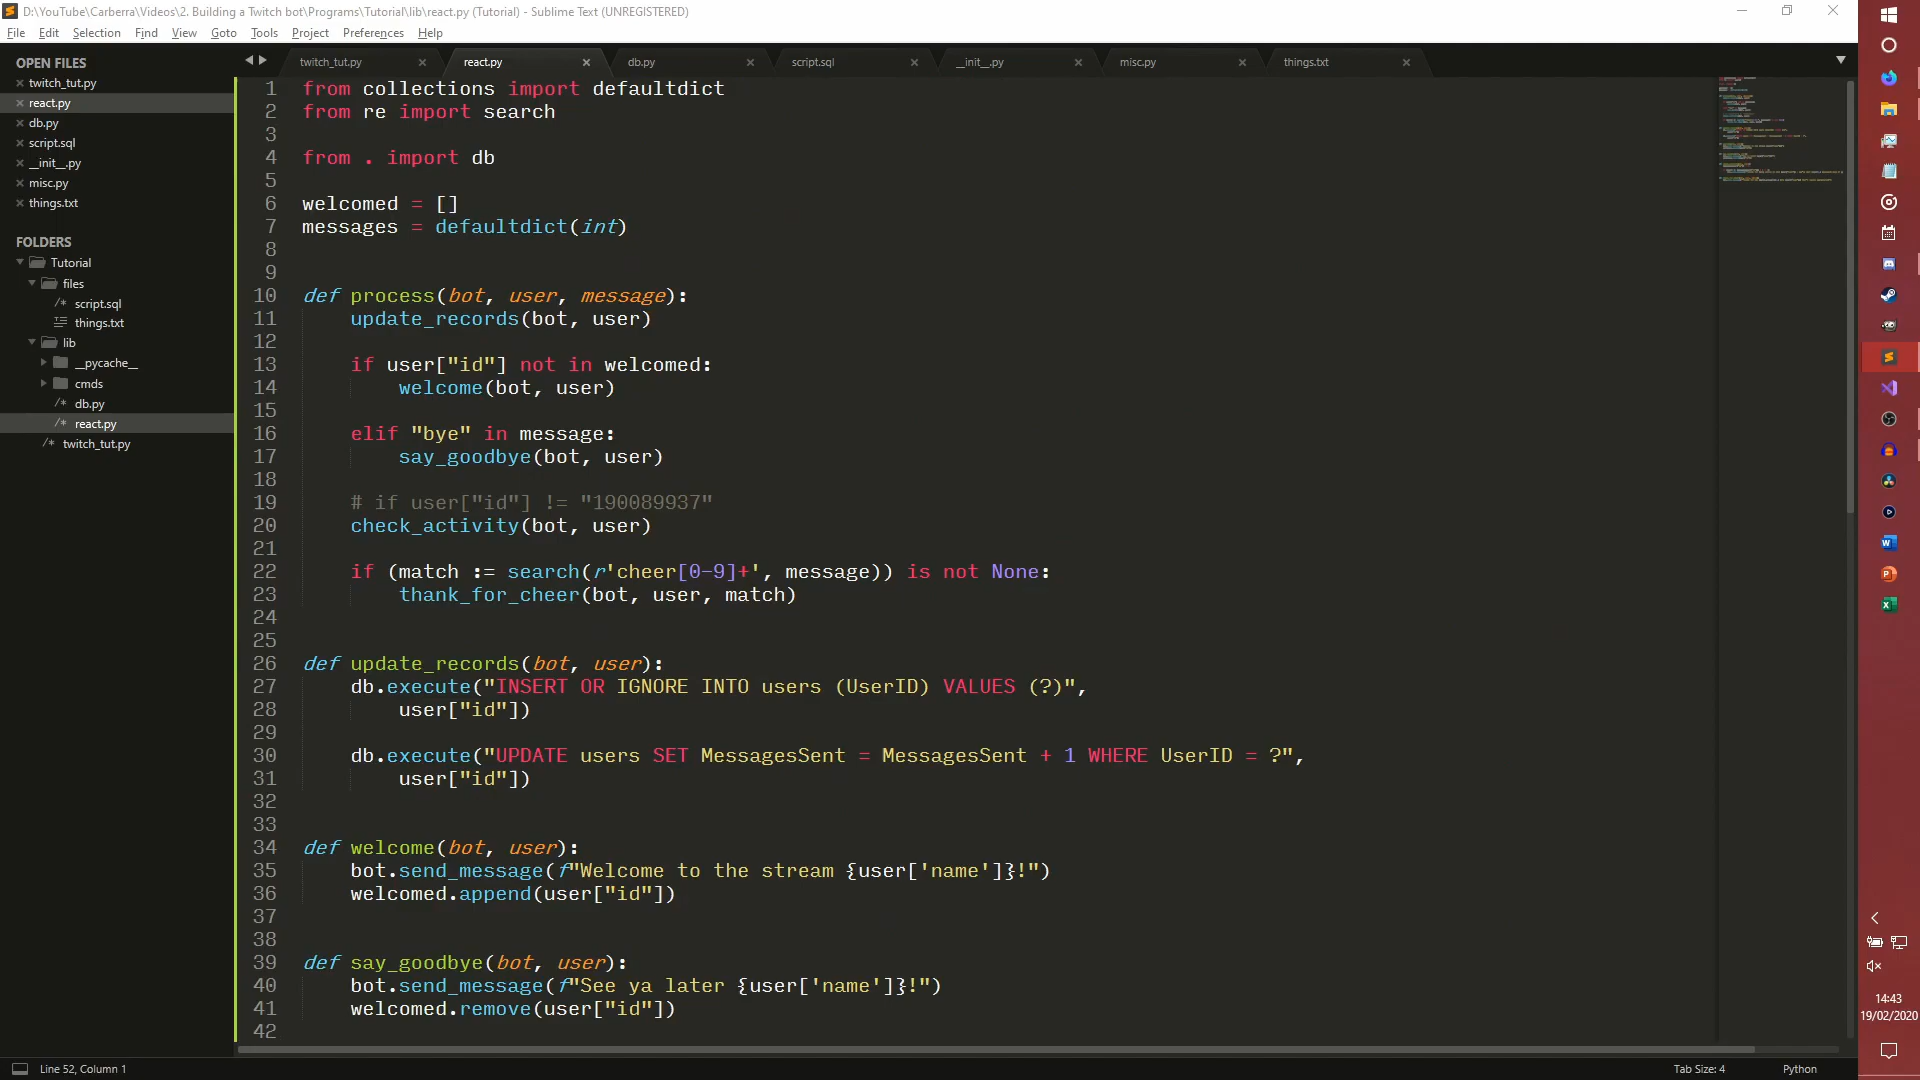 D:\YouTube\Carberra\Videos\2. Building a Twitch bot\Programs\Tutorial\lib\react.py (Tutorial) - Sublime Text (UNREGISTERED)
File Edit Selection Find View Goto Tools Project Preferences Help
OPEN FILES
twitch_tut.py
react.py
db.py
script.sql
__init__.py
misc.py
things.txt
FOLDERS
Tutorial
files
/* script.sql
things.txt
lib
__pycache__
cmds
/* db.py
/* react.py
/* twitch_tut.py
twitch_tut.py react.py db.py script.sql __init__.py misc.py things.txt
1 from collections import defaultdict
2 from re import search
3
4 from . import db
5
6 welcomed = []
7 messages = defaultdict(int)
8
9
10 def process(bot, user, message):
11 update_records(bot, user)
12
13 if user["id"] not in welcomed:
14 welcome(bot, user)
15
16 elif "bye" in message:
17 say_goodbye(bot, user)
18
19 # if user["id"] != "190089937"
20 check_activity(bot, user)
21
22 if (match := search(r'cheer[0-9]+', message)) is not None:
23 thank_for_cheer(bot, user, match)
24
25
26 def update_records(bot, user):
27 db.execute("INSERT OR IGNORE INTO users (UserID) VALUES (?)",
28 user["id"])
29
30 db.execute("UPDATE users SET MessagesSent = MessagesSent + 1 WHERE UserID = ?",
31 user["id"])
32
33
34 def welcome(bot, user):
35 bot.send_message(f"Welcome to the stream {user['name']}!")
36 welcomed.append(user["id"])
37
38
39 def say_goodbye(bot, user):
40 bot.send_message(f"See ya later {user['name']}!")
41 welcomed.remove(user["id"])
42
14:43
19/02/2020
Line 52, Column 1
Tab Size: 4
Python